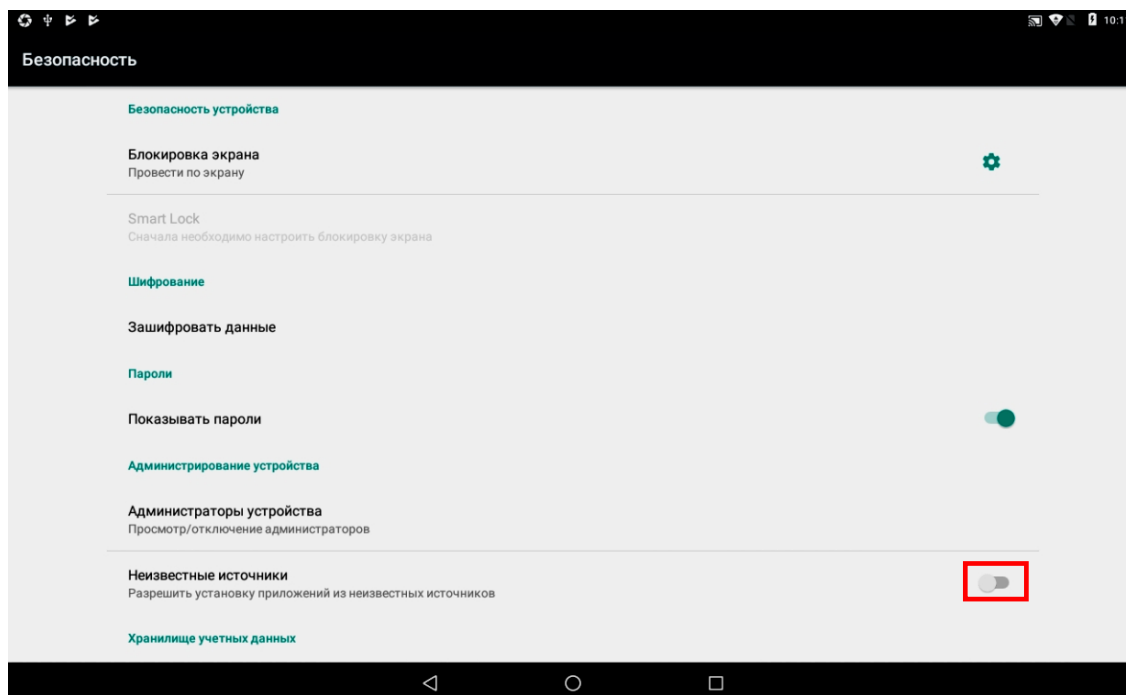 10:1
Безопасность
Безопасность устройства
Блокировка экрана
Провести по экрану
Smart Lock
Сначала необходимо настроить блокировку экрана
Шифрование
Зашифровать данные
Пароли
Показывать пароли
Администрирование устройства
Администраторы устройства
Просмотр/отключение администраторов
Неизвестные источники
Разрешить установку приложений из неизвестных источников
Хранилище учетных данных